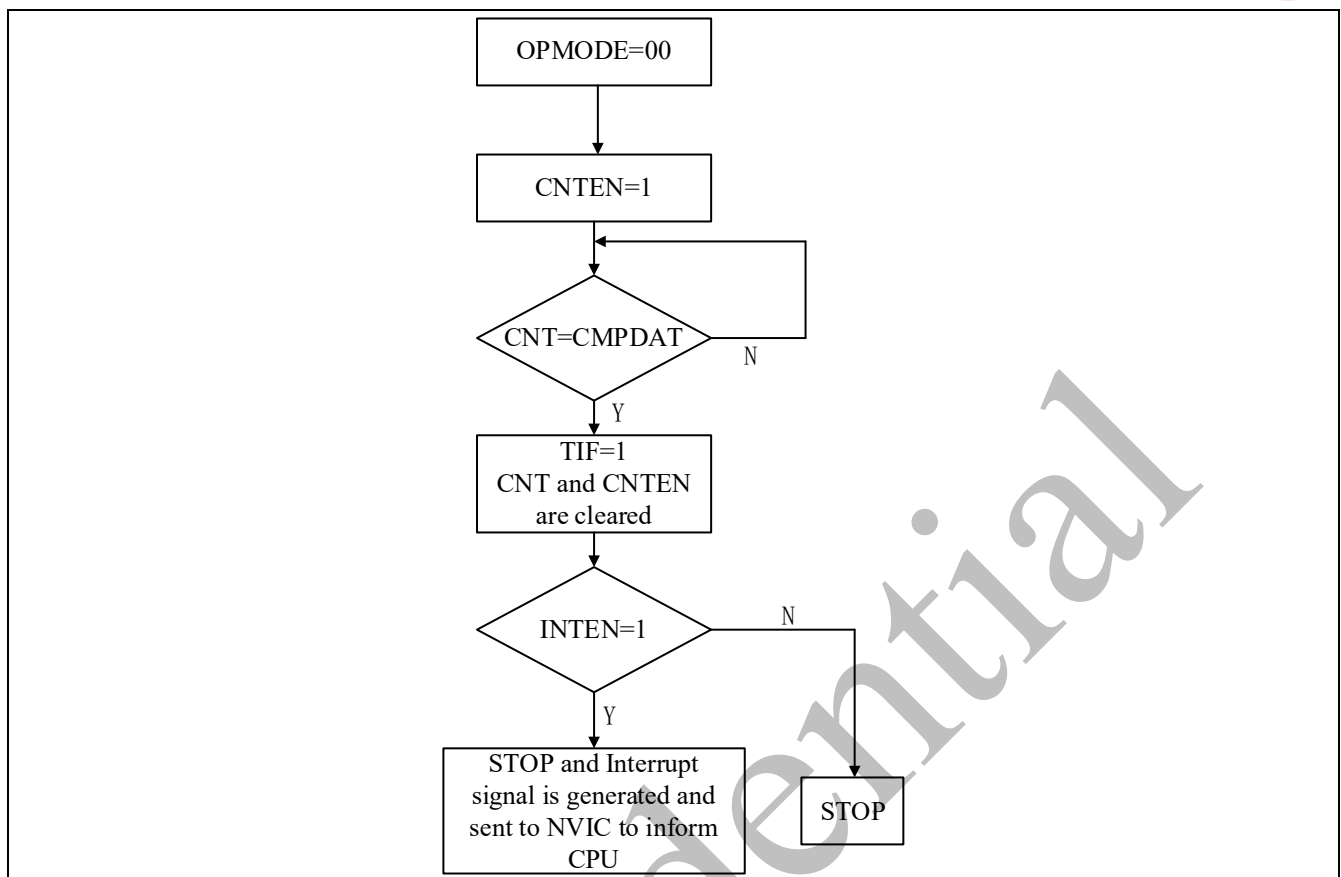 OPMODE=00
CNTEN=1
CNT=CMPDAT
N
Y
TIF=1
CNT and CNTEN
are cleared
INTEN=1
N
Y
STOP and Interrupt
signal is generated and
sent to NVIC to inform
CPU
STOP
dential